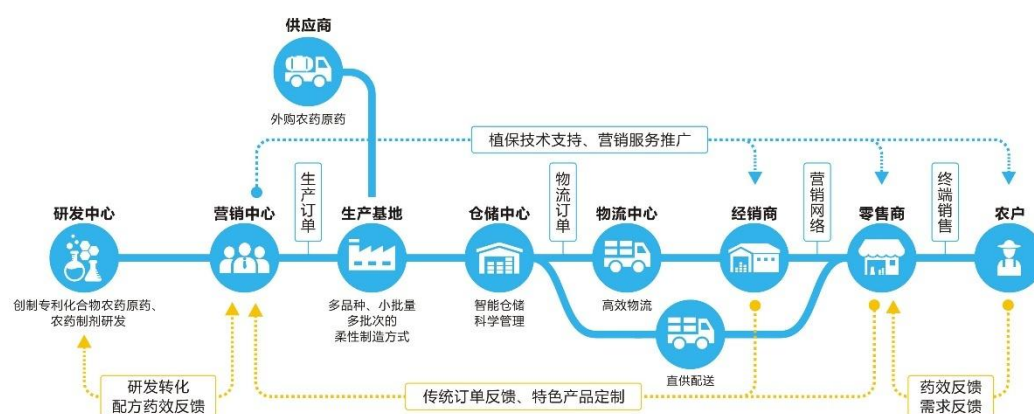 供应商
外购农药原药
植保技术支持、营销服务推广
生产订单
物流订单
营销网络
终端销售
研发中心
营销中心
生产基地
仓储中心
物流中心
经销商
零售商
农户
创制专利化合物农药原药、
农药制剂研发
多品种、小批量
多批次的
柔性制造方式
智能仓储
科学管理
高效物流
直供配送
研发转化
配方药效反馈
传统订单反馈、特色产品定制
药效反馈
需求反馈